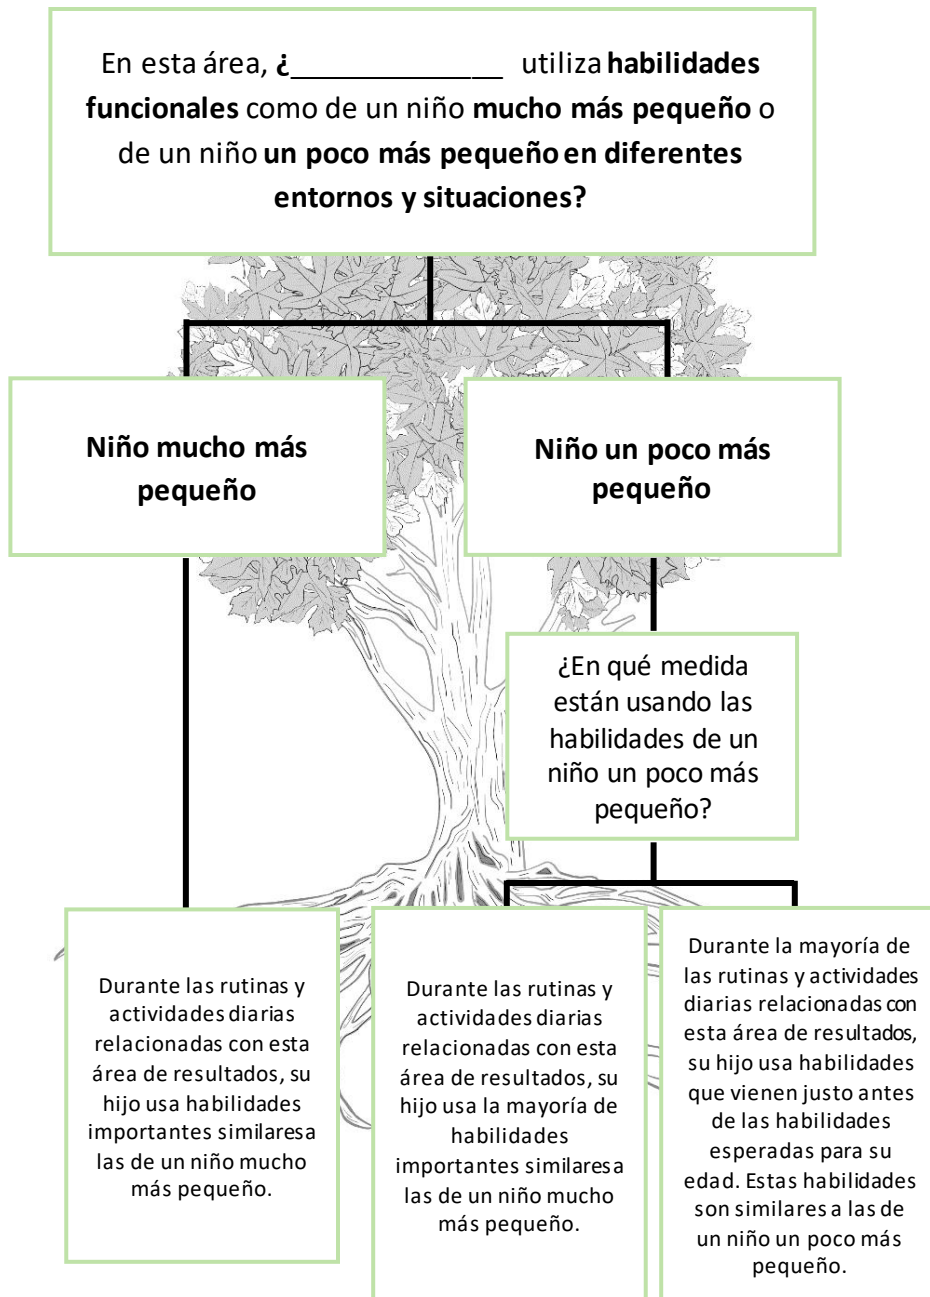 En esta área, ¿______________ utiliza habilidades
funcionales como de un niño mucho más pequeño o
de un niño un poco más pequeño en diferentes
entornos y situaciones?
Niño mucho más
pequeño
Niño un poco más
pequeño
¿En qué medida
están usando las
habilidades de un
niño un poco más
pequeño?
Durante las rutinas y
actividades diarias
relacionadas con esta
área de resultados, su
hijo usa habilidades
importantes similaresa
las de un niño mucho
más pequeño.
Durante las rutinas y
actividades diarias
relacionadas con esta
área de resultados, su
hijo usa la mayoría de
habilidades
importantes similaresa
las de un niño mucho
más pequeño.
Durante la mayoría de
las rutinas y actividades
diarias relacionadas con
esta área de resultados,
su hijo usa habilidades
que vienen justo antes
de las habilidades
esperadas para su
edad. Estas habilidades
son similares a las de
un niño un poco más
pequeño.